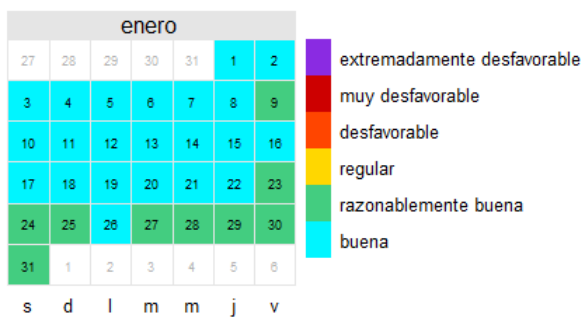 enero
27 28 29 30 31 1 2
3 4 5 6 7 8 9
10 11 12 13 14 15 16
17 18 19 20 21 22 23
24 25 26 27 28 29 30
31 1 2 3 4 5 6
s d l m m j v
extremadamente desfavorable
muy desfavorable
desfavorable
regular
razonablemente buena
buena